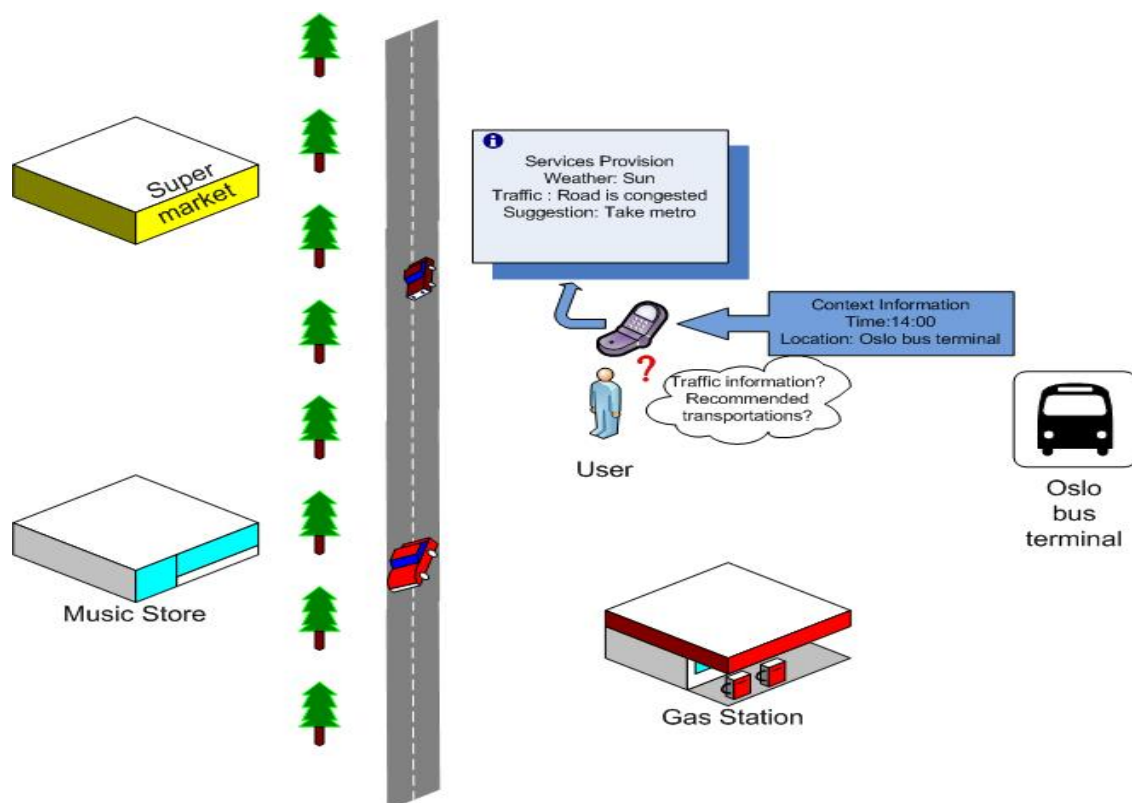 Super
market
Services Provision
Weather: Sun
Traffic : Road is congested
Suggestion: Take metro
Context Information
Time:14:00
Location: Oslo bus terminal
?
Traffic information?
Recommended
transportations?
User
Oslo
bus
terminal
Music Store
Gas Station